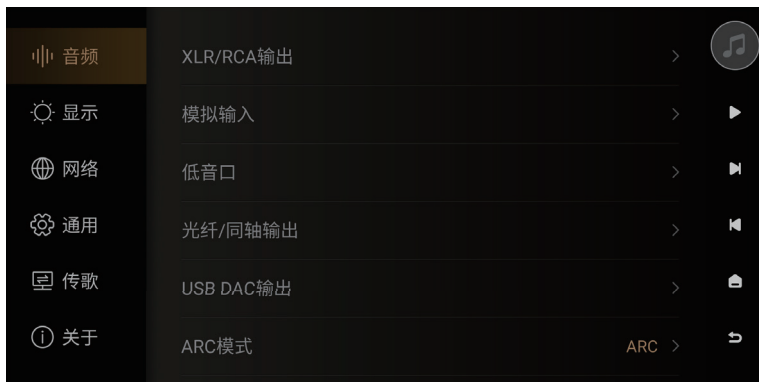 音频
显示
网络
通用
传歌
关于
XLR/RCA输出
模拟输入
低音口
光纤/同轴输出
USB DAC输出
ARC模式 ARC